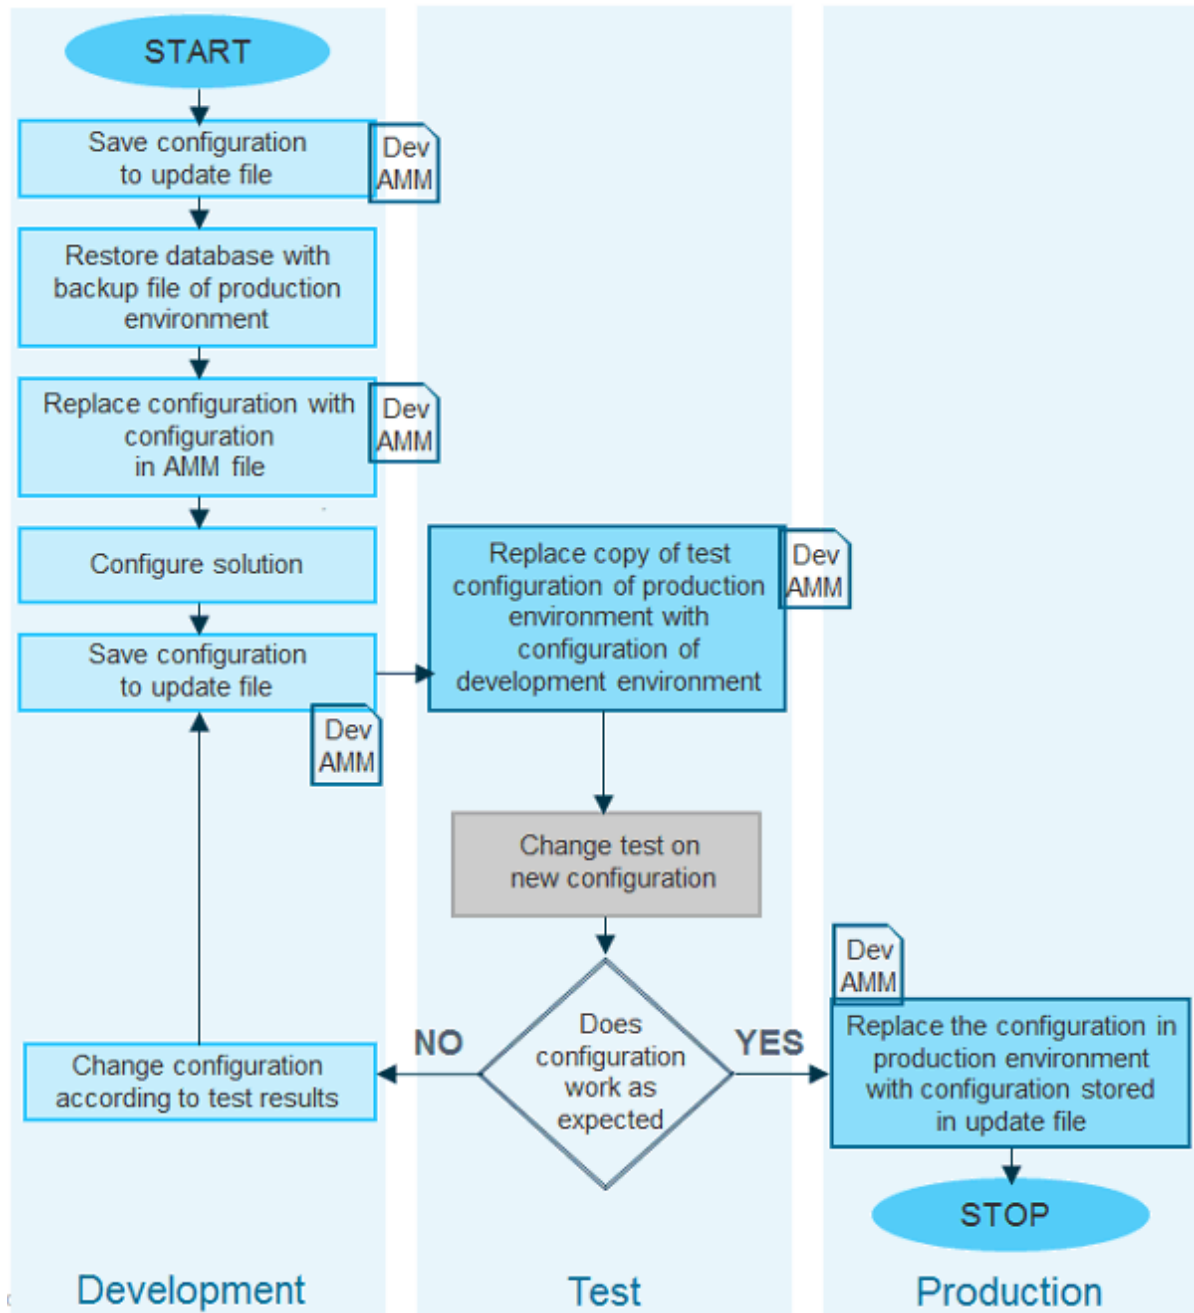 START
Save configuration
to update file
Dev
AMM
Restore database with
backup file of production
environment
Replace configuration with
configuration
in AMM file
Dev
AMM
Configure solution
Save configuration
to update file
Dev
AMM
Replace copy of test
configuration of production
environment with
configuration of
development environment
Dev
AMM
Change test on
new configuration
Does
configuration
work as
expected
NO
YES
Change configuration
according to test results
Dev
AMM
Replace the configuration in
production environment
with configuration stored
in update file
STOP
Development
Test
Production